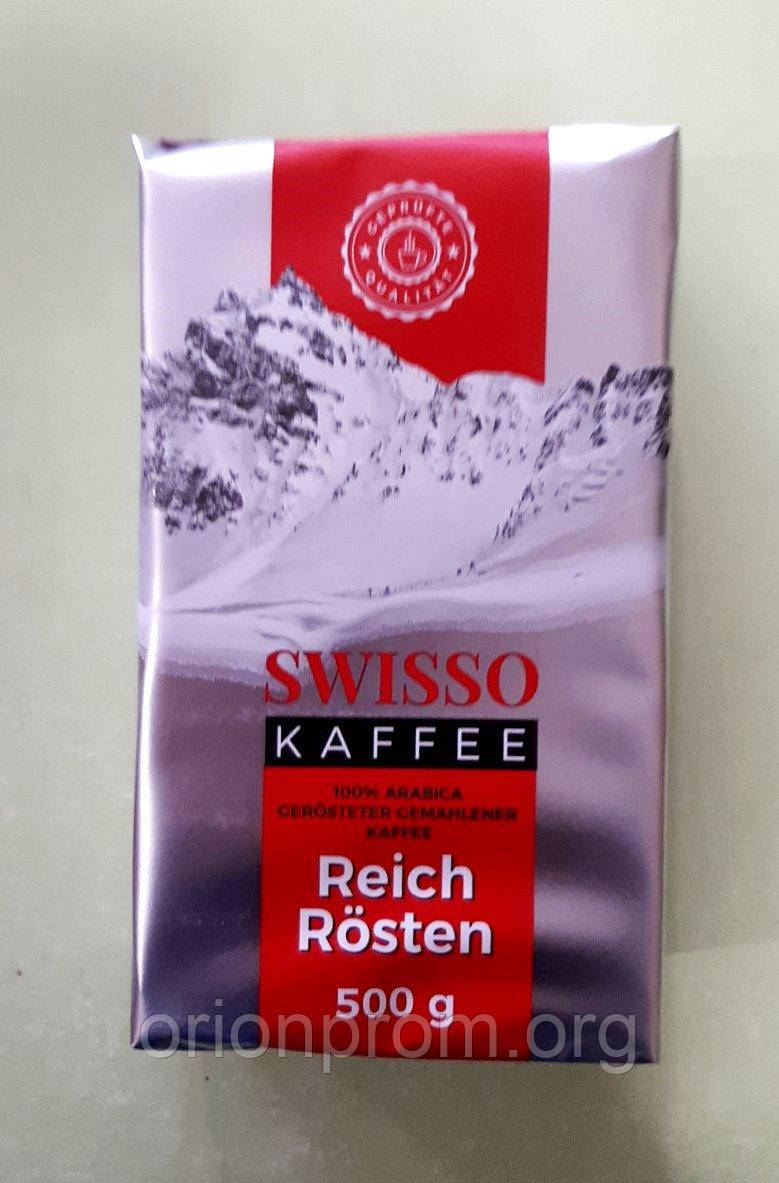 GEPRÜFTE
QUALITÄT
SWISSO
KAFFEE
100% ARABICA
GERÖSTETER GEMAHLENER
KAFFEE
Reich
Rösten
500 g
orionprom.org